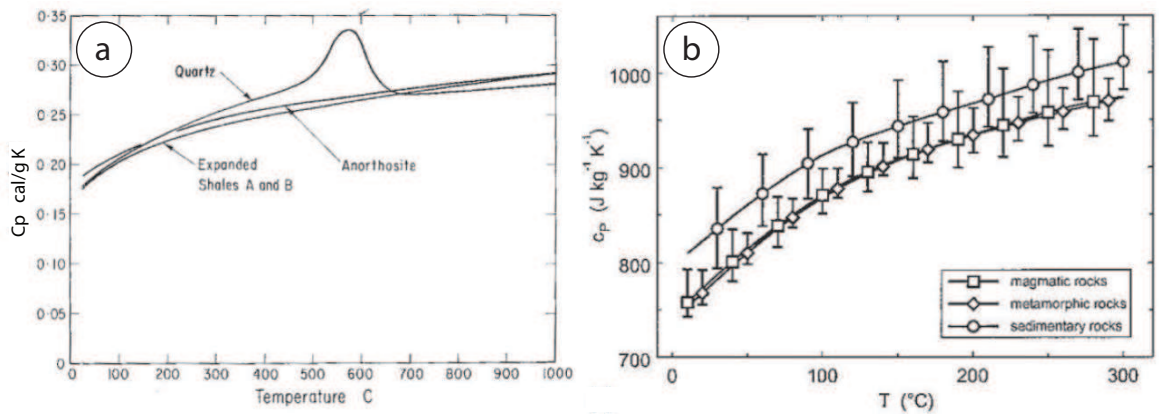 a
Cp cal/gK
0·35
0·30
0·25
0·20
0·15
0·10
0·05
0
Quartz
Expanded
Shales A and B
Anorthosite
0 100 200 300 400 500 600 700 800 900 1000
Temperature C
b
cP (J kg-1 K-1)
1000
900
800
700
magmatic rocks
metamorphic rocks
sedimentary rocks
0 100 200 300
T (°C)